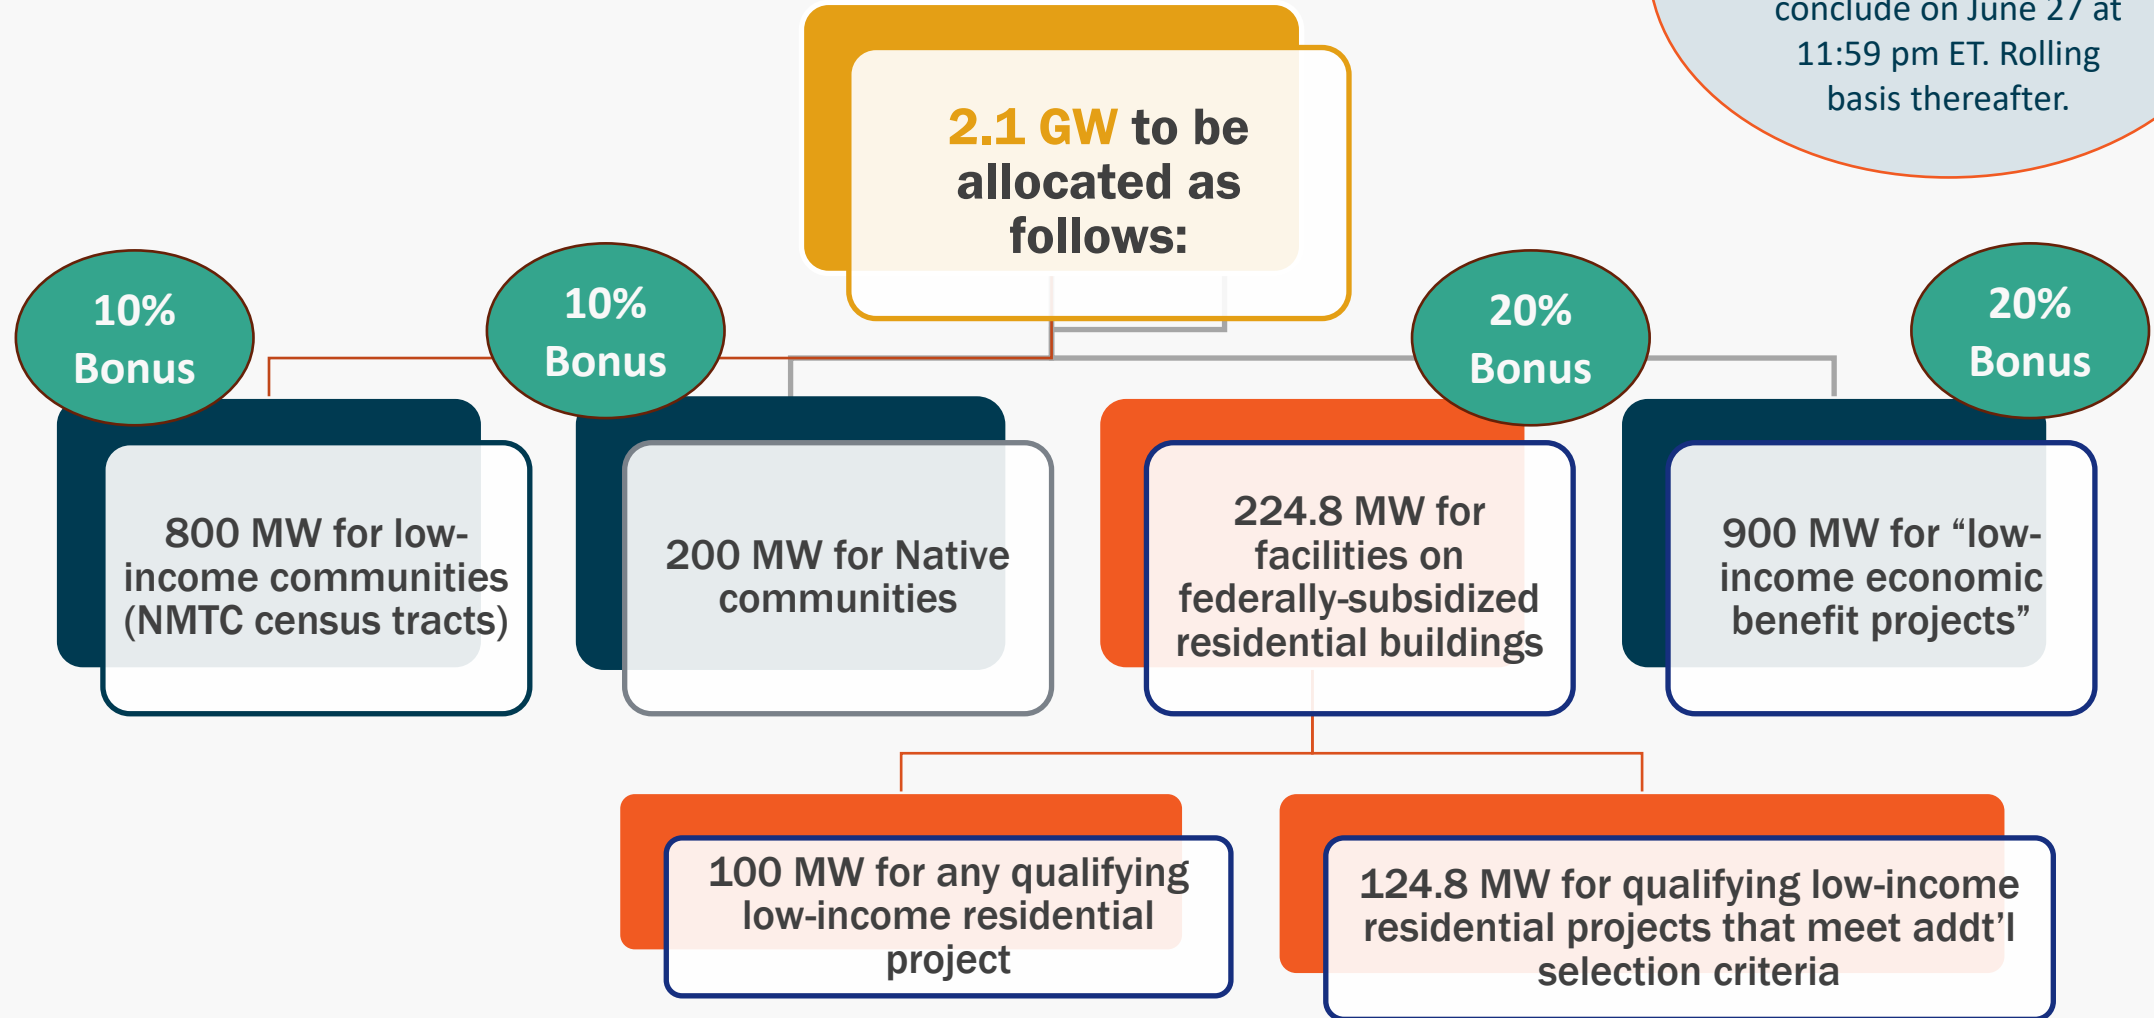 conclude on June 27 at
11:59 pm ET. Rolling
basis thereafter.
2.1 GW to be
allocated as
follows:
10%
Bonus
10%
Bonus
20%
Bonus
20%
Bonus
800 MW for low-
income communities
(NMTC census tracts)
200 MW for Native
communities
224.8 MW for
facilities on
federally-subsidized
residential buildings
900 MW for “low-
income economic
benefit projects”
100 MW for any qualifying
low-income residential
project
124.8 MW for qualifying low-income
residential projects that meet addt’l
selection criteria